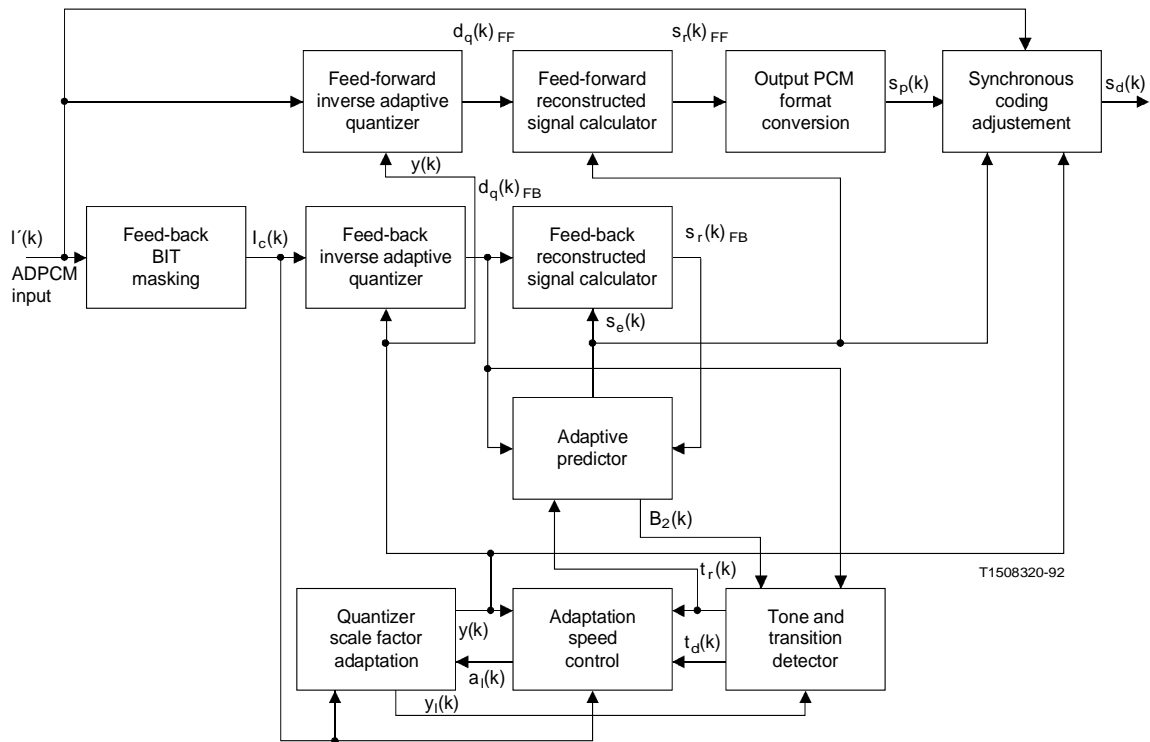 d_q(k)_FF
s_r(k)_FF
Feed-forward
inverse adaptive
quantizer
Feed-forward
reconstructed
signal calculator
Output PCM
format
conversion
s_p(k)
Synchronous
coding
adjustement
s_d(k)
y(k)
d_q(k)_FB
I´(k)
ADPCM
input
Feed-back
BIT
masking
I_c(k)
Feed-back
inverse adaptive
quantizer
Feed-back
reconstructed
signal calculator
s_r(k)_FB
s_e(k)
Adaptive
predictor
B_2(k)
t_r(k)
T1508320-92
Quantizer
scale factor
adaptation
y(k)
a_l(k)
Adaptation
speed
control
t_d(k)
Tone and
transition
detector
y_l(k)